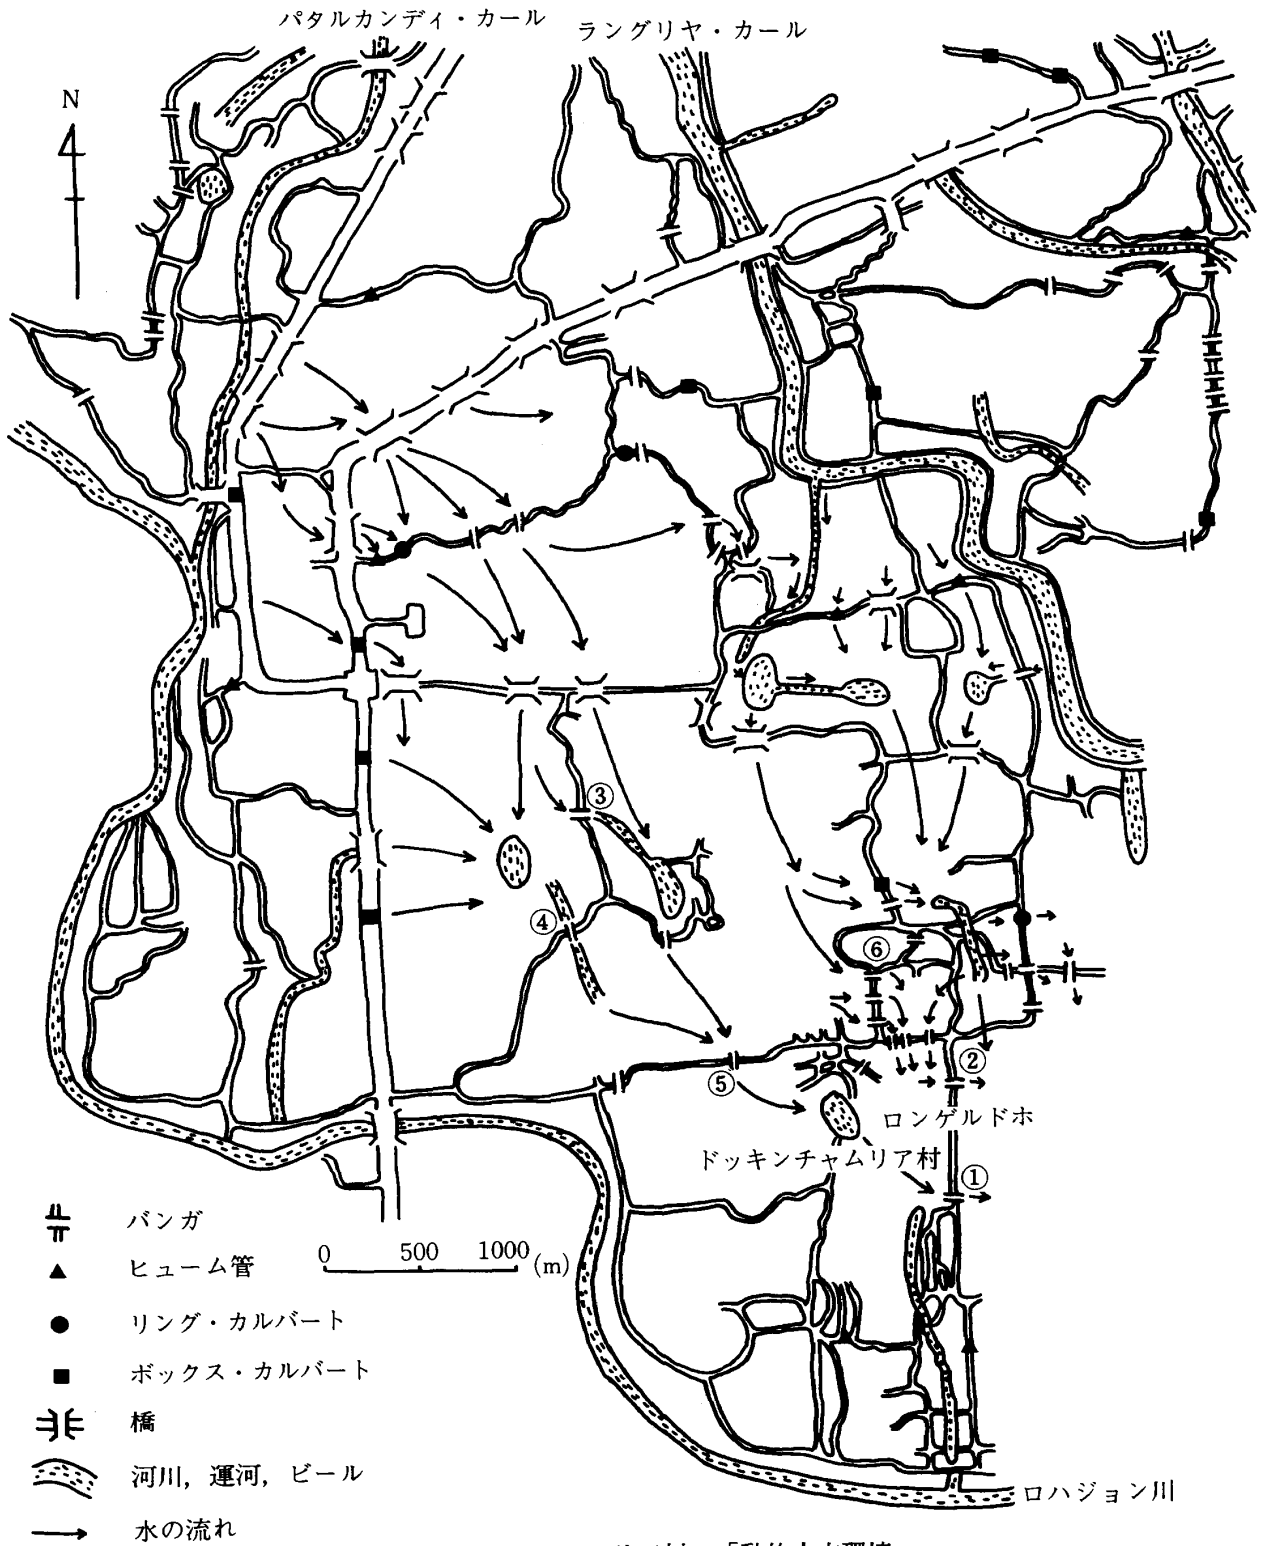 パタルカンディ・カール
ラングリヤ・カール
N
③
④
⑥
②
⑤
ロンゲルドホ
ドッキンチャムリア村
①
バンガ
0 500 1000 (m)
ヒューム管
リング・カルバート
ボックス・カルバート
橋
河川，運河，ビール
ロハジョン川
水の流れ